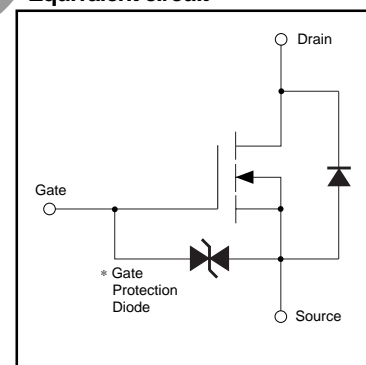 Equivalent circuit
Drain
Gate
* Gate
Protection
Diode
Source